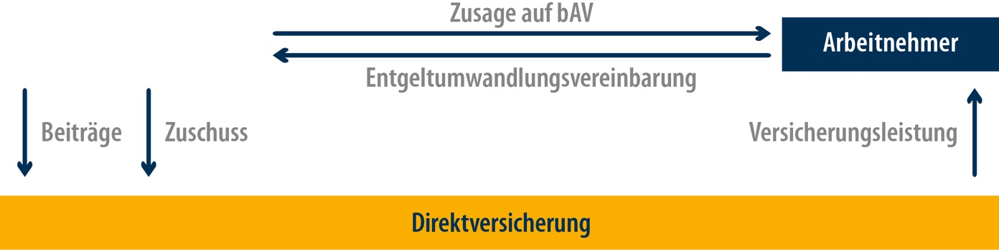 Zusage auf bAV
Arbeitnehmer
Entgeltumwandlungsvereinbarung
Beiträge
Zuschuss
Versicherungsleistung
Direktversicherung